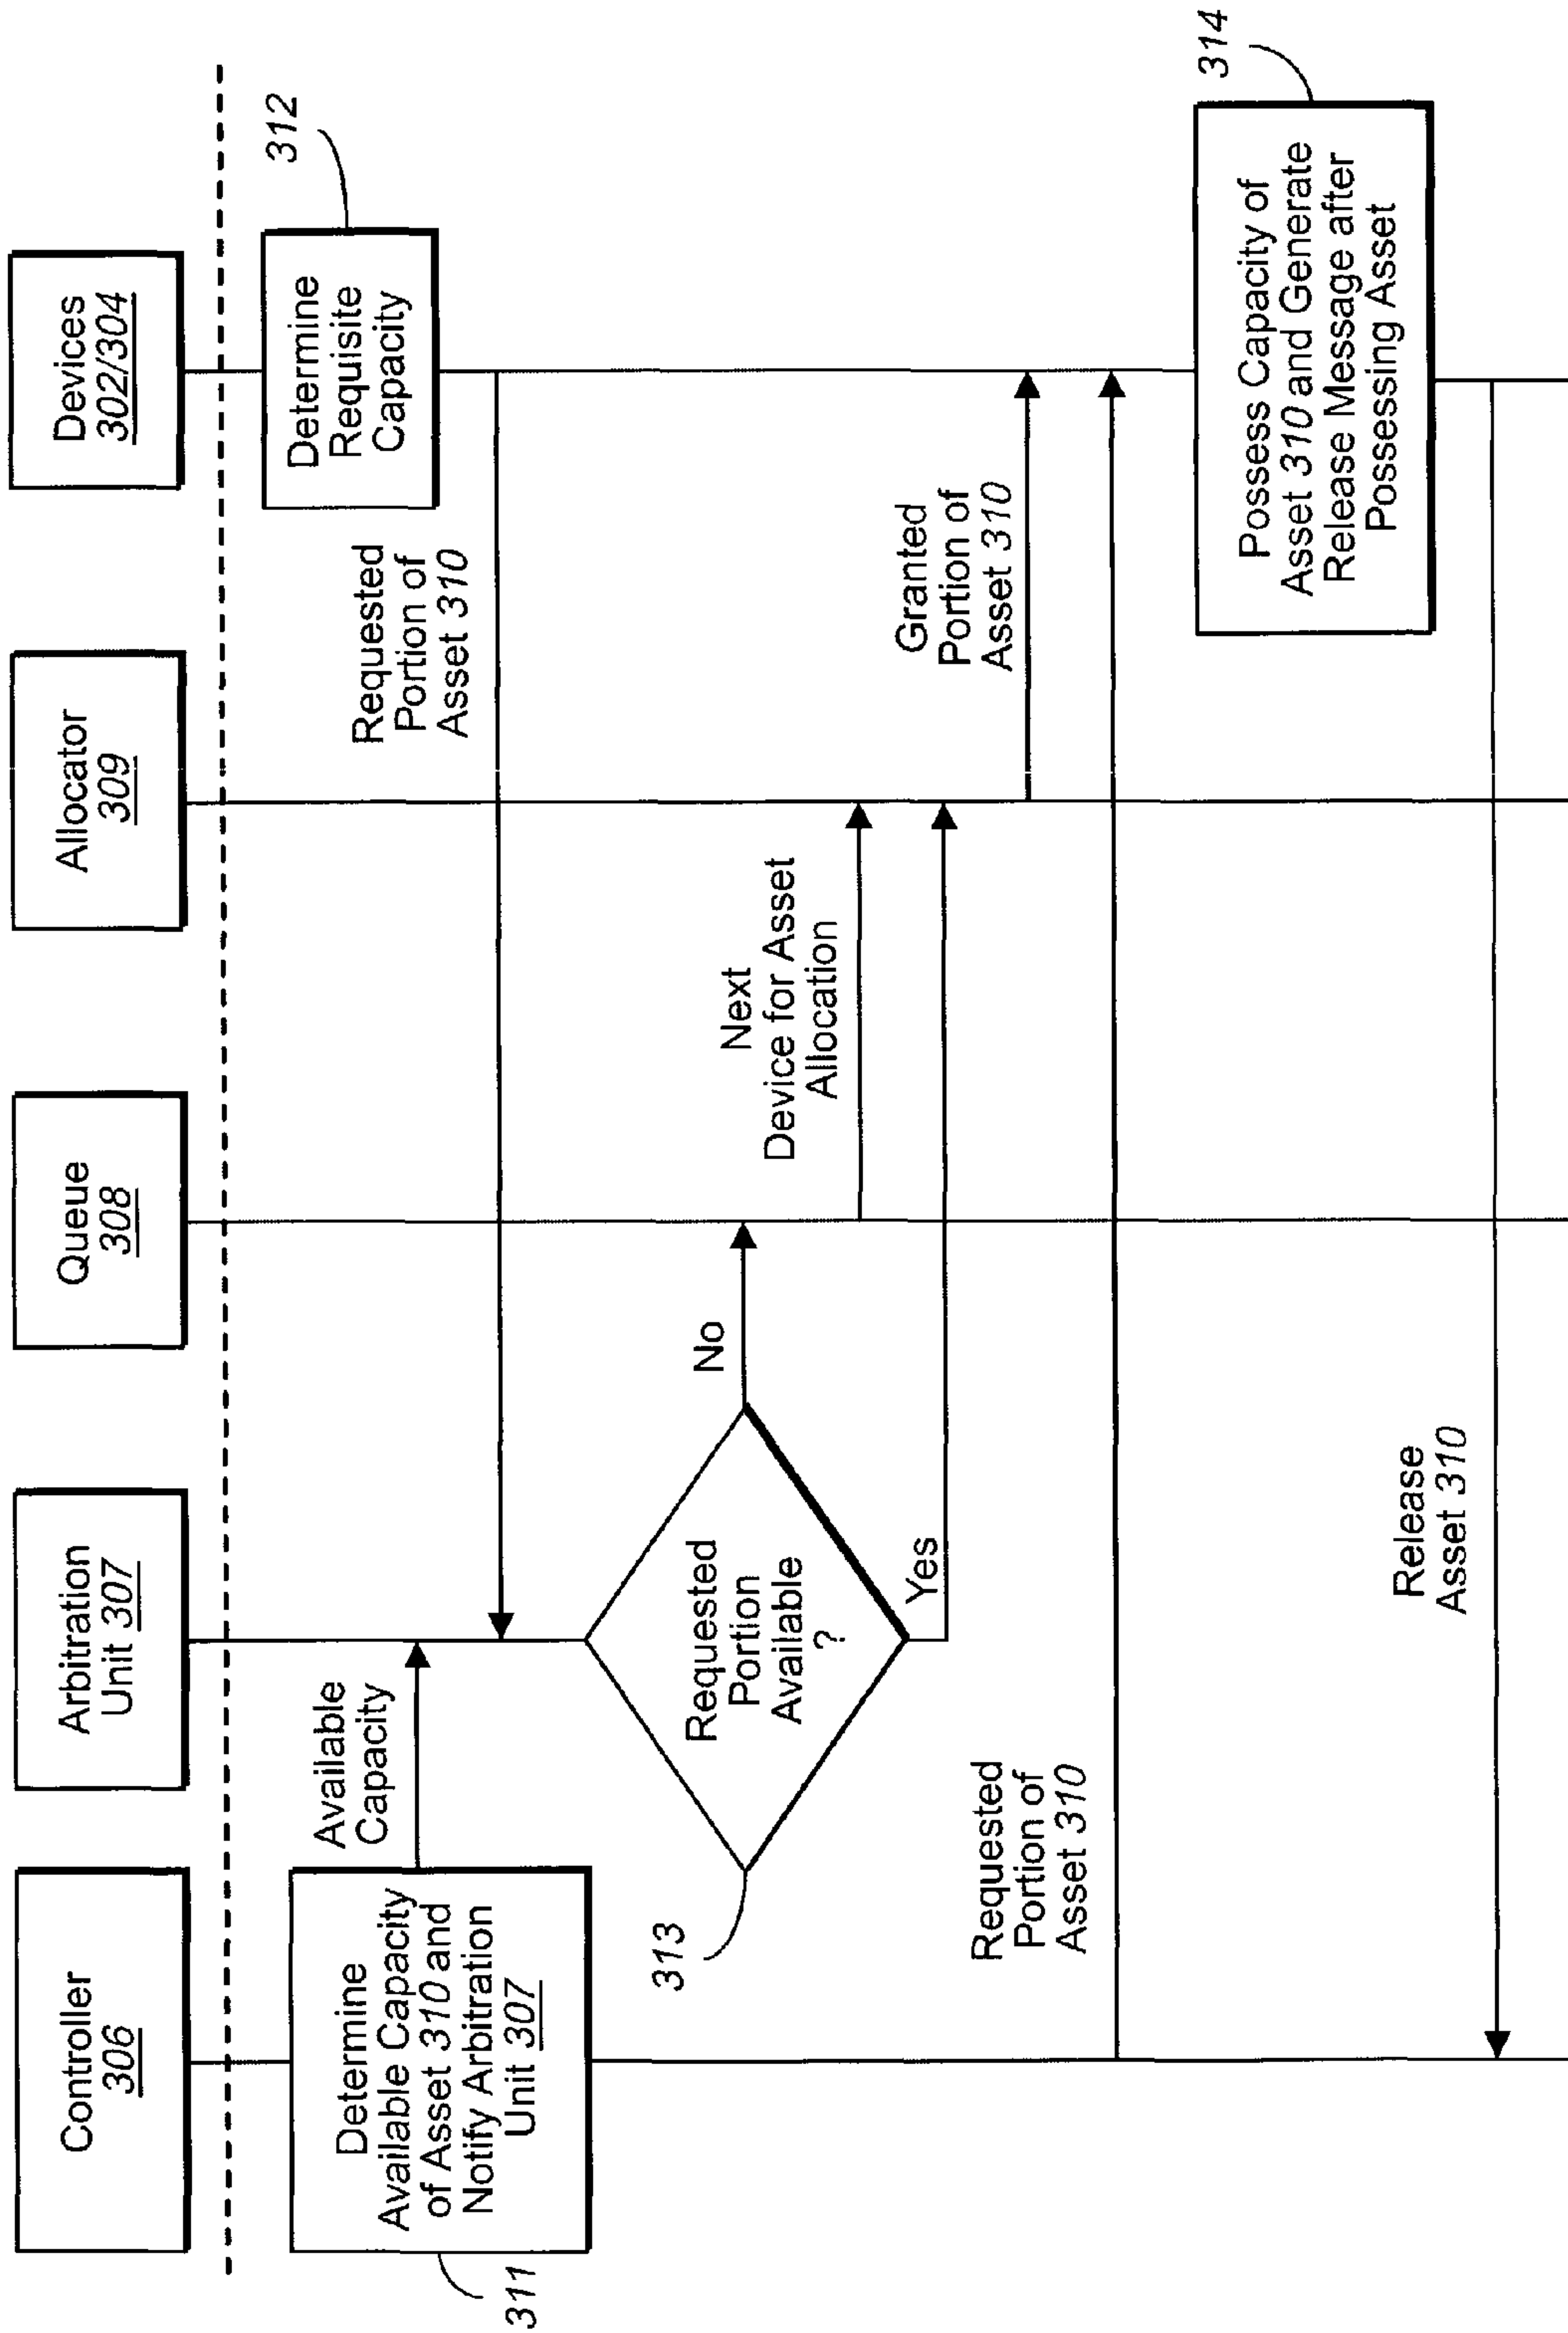 Controller
306
Arbitration
Unit 307
Queue
308
Allocator
309
Devices
302/304
Determine
Available Capacity
of Asset 310 and
Notify Arbitration
Unit 307
311
Available
Capacity
Determine
Requisite
Capacity
312
Requested
Portion of
Asset 310
Requested
Portion
Available
?
313
No
Yes
Next
Device for Asset
Allocation
Granted
Portion of
Asset 310
Requested
Portion of
Asset 310
Possess Capacity of
Asset 310 and Generate
Release Message after
Possessing Asset
314
Release
Asset 310